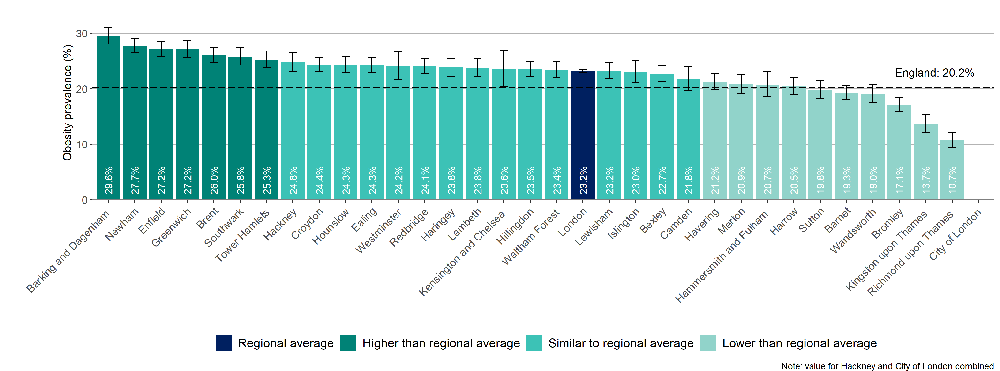 Obesity prevalence (%)
30
20
10
0
England: 20.2%
29.6%
27.7%
27.2%
27.2%
26.0%
25.8%
25.3%
24.8%
24.4%
24.3%
24.3%
24.2%
24.1%
23.8%
23.8%
23.6%
23.5%
23.4%
23.2%
23.2%
23.0%
22.7%
21.8%
21.2%
20.9%
20.7%
20.5%
19.8%
19.3%
19.0%
17.1%
13.7%
10.7%
Barking and Dagenham
Newham
Enfield
Greenwich
Brent
Southwark
Tower Hamlets
Hackney
Croydon
Hounslow
Ealing
Westminster
Redbridge
Haringey
Lambeth
Kensington and Chelsea
Hillingdon
Waltham Forest
London
Lewisham
Islington
Bexley
Camden
Havering
Merton
Hammersmith and Fulham
Harrow
Sutton
Barnet
Wandsworth
Bromley
Kingston upon Thames
Richmond upon Thames
City of London
Regional average
Higher than regional average
Similar to regional average
Lower than regional average
Note: value for Hackney and City of London combined